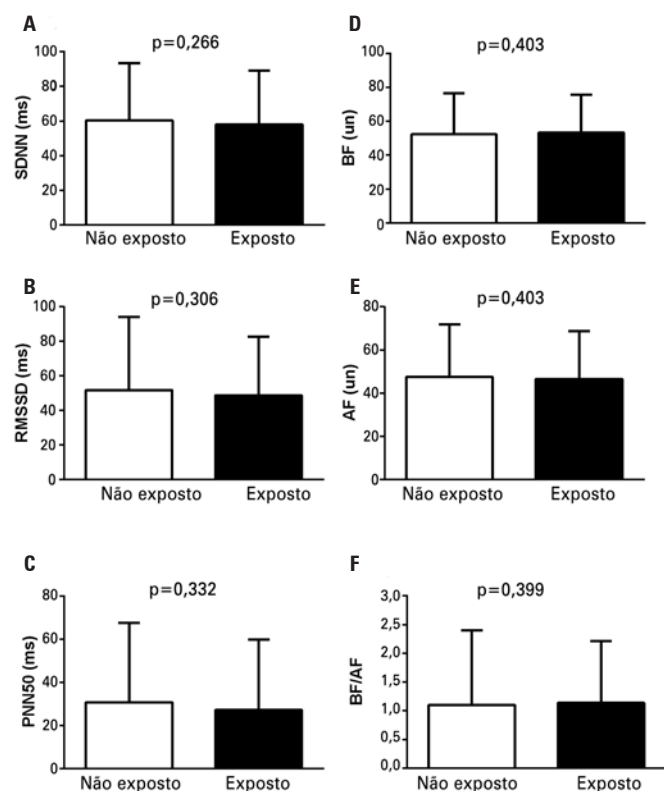 A
p=0,266
SDNN (ms)
100
80
60
40
20
0
Não exposto Exposto
D
p=0,403
BF (un)
100
80
60
40
20
0
Não exposto Exposto
B
p=0,306
RMSSD (ms)
100
80
60
40
20
0
Não exposto Exposto
E
p=0,403
AF (un)
80
60
40
20
0
Não exposto Exposto
C
p=0,332
PNN50 (ms)
80
60
40
20
0
Não exposto Exposto
F
p=0,399
BF/AF
3,0
2,5
2,0
1,5
1,0
0,5
0,0
Não exposto Exposto